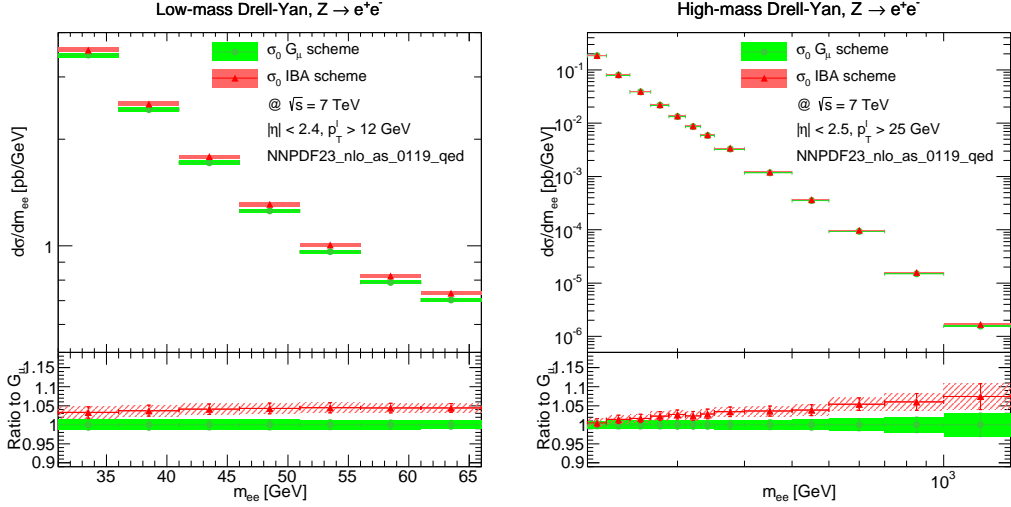 Low-mass Drell-Yan, Z → e⁺e⁻
σ₀ G_μ scheme
σ₀ IBA scheme
@ √s = 7 TeV
|η| < 2.4, p_T^l > 12 GeV
NNPDF23_nlo_as_0119_qed
dσ/dm_ee [pb/GeV]
1
Ratio to G_μ
1.15
1.1
1.05
1
0.95
0.9
35 40 45 50 55 60 65
m_ee [GeV]
High-mass Drell-Yan, Z → e⁺e⁻
σ₀ G_μ scheme
σ₀ IBA scheme
@ √s = 7 TeV
|η| < 2.5, p_T^l > 25 GeV
NNPDF23_nlo_as_0119_qed
dσ/dm_ee [pb/GeV]
10⁻¹
10⁻²
10⁻³
10⁻⁴
10⁻⁵
10⁻⁶
Ratio to G_μ
1.15
1.1
1.05
1
0.95
0.9
10³
m_ee [GeV]